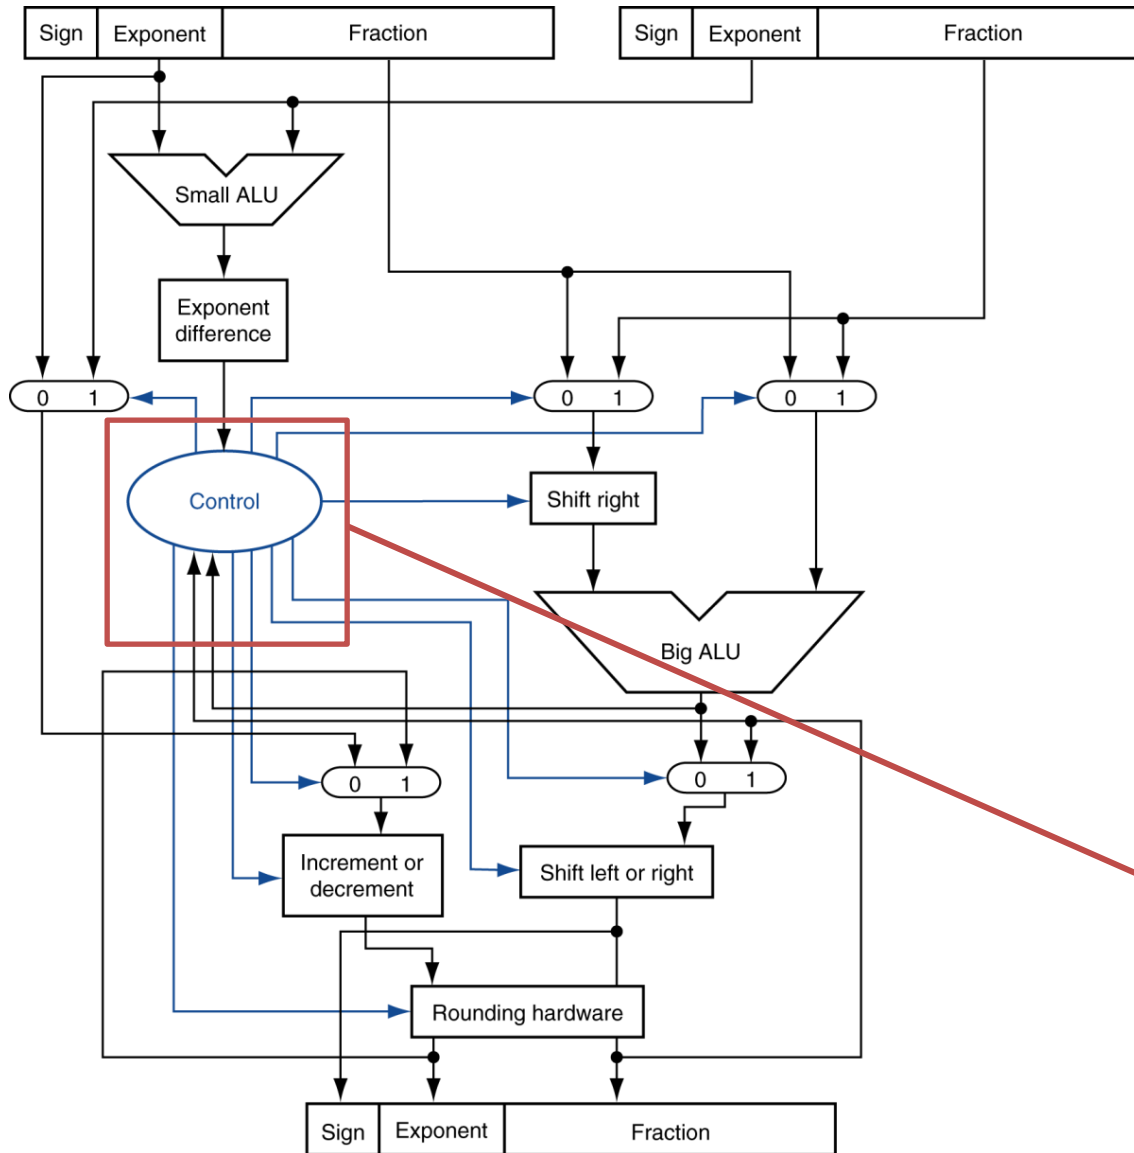 Sign Exponent Fraction Sign Exponent Fraction
Small ALU
Exponent
difference
0 1 0 1 0 1
Control
Shift right
Big ALU
0 1 0 1
Increment or
decrement
Shift left or right
Rounding hardware
Sign Exponent Fraction